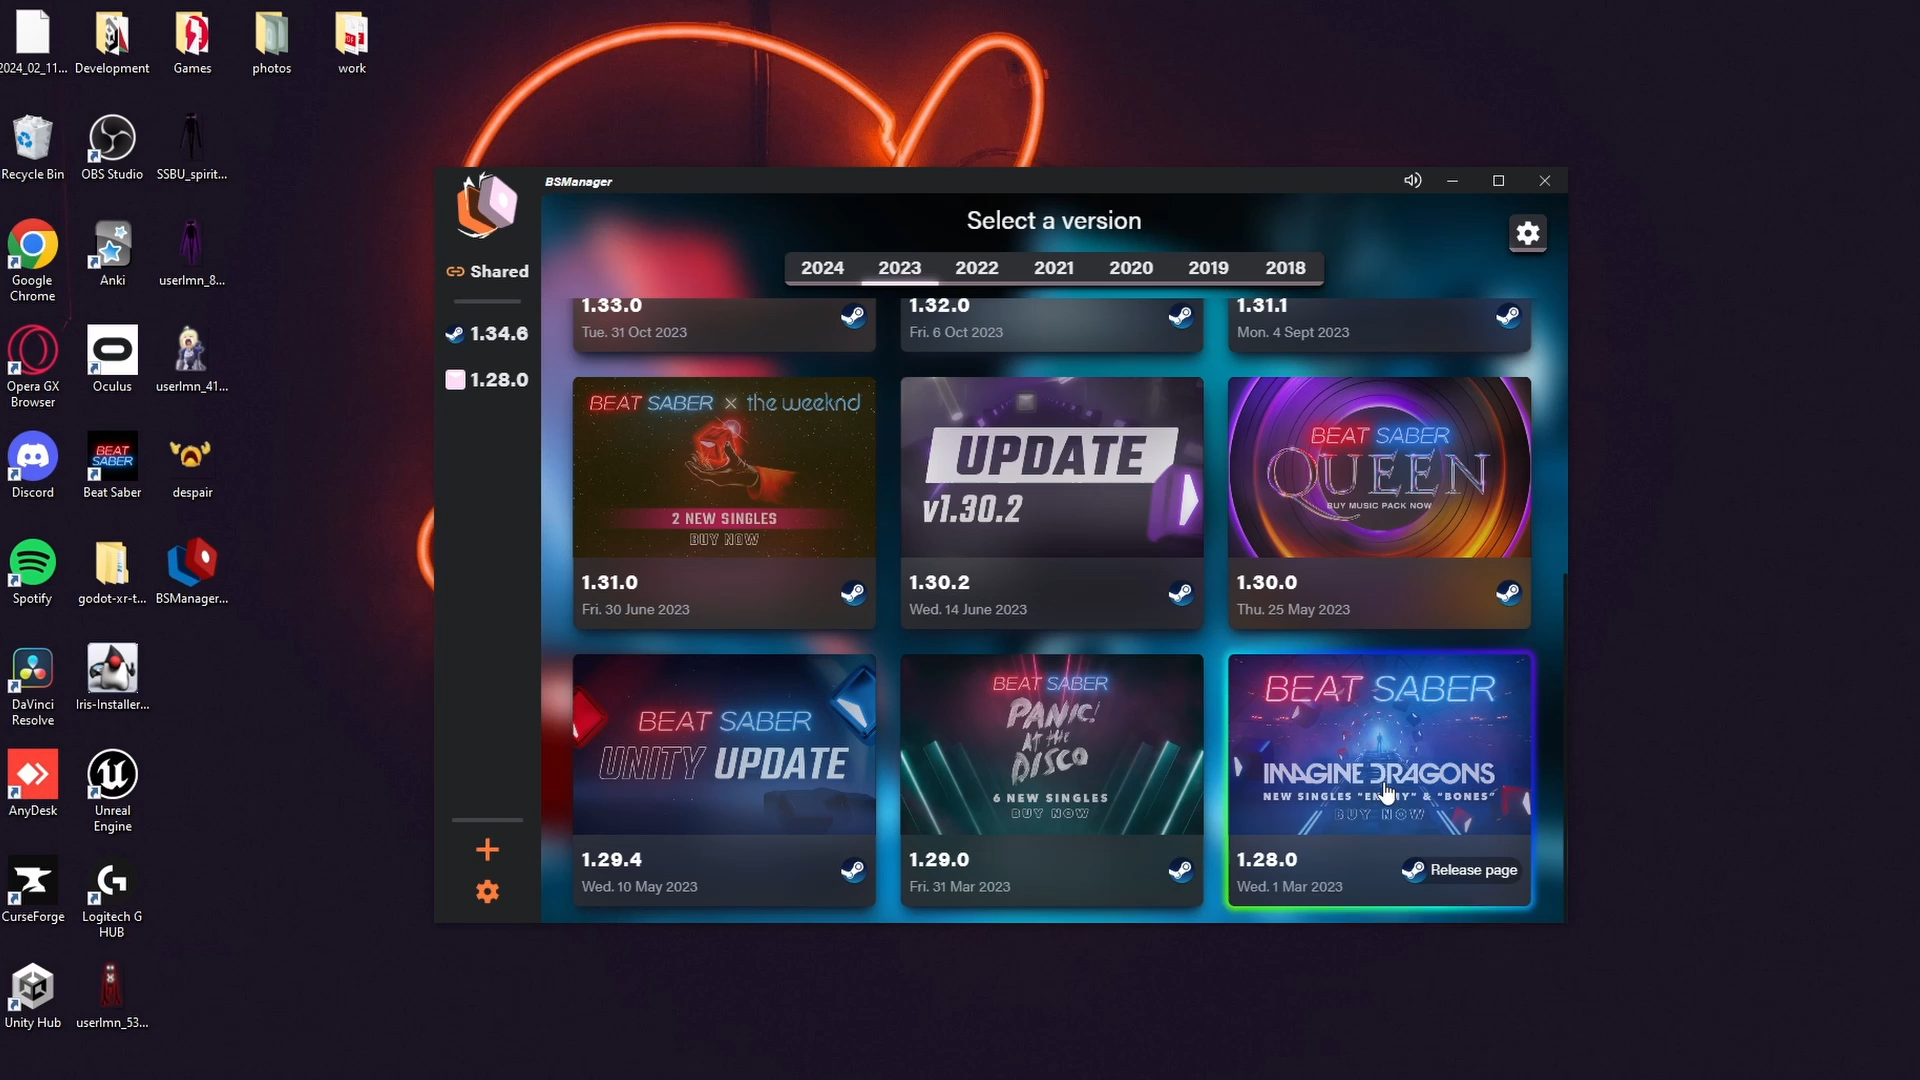 2024_02_11...
Development
Games
photos
work
Recycle Bin
OBS Studio
SSBU_spirit...
Google
Chrome
Anki
userlmn_8...
Opera GX
Browser
Oculus
userlmn_41...
Discord
BEAT
SABER
Beat Saber
despair
Spotify
godot-xr-t...
BSManager...
DaVinci
Resolve
Iris-Installer...
AnyDesk
Unreal
Engine
CurseForge
Logitech G
HUB
Unity Hub
userlmn_53...
BSManager
Shared
1.34.6
1.28.0
Select a version
2024 2023 2022 2021 2020 2019 2018
1.33.0
Tue. 31 Oct 2023
1.32.0
Fri. 6 Oct 2023
1.31.1
Mon. 4 Sept 2023
BEAT SABER × the weeknd
2 NEW SINGLES
BUY NOW
1.31.0
Fri. 30 June 2023
UPDATE
v1.30.2
1.30.2
Wed. 14 June 2023
BEAT SABER
QUEEN
BUY MUSIC PACK NOW
1.30.0
Thu. 25 May 2023
BEAT SABER
UNITY UPDATE
1.29.4
Wed. 10 May 2023
BEAT SABER
PANIC!
AT the
DISCO
6 NEW SINGLES
BUY NOW
1.29.0
Fri. 31 Mar 2023
BEAT SABER
IMAGINE DRAGONS
NEW SINGLES "ENEMY" & "BONES"
BUY NOW
1.28.0
Wed. 1 Mar 2023
Release page